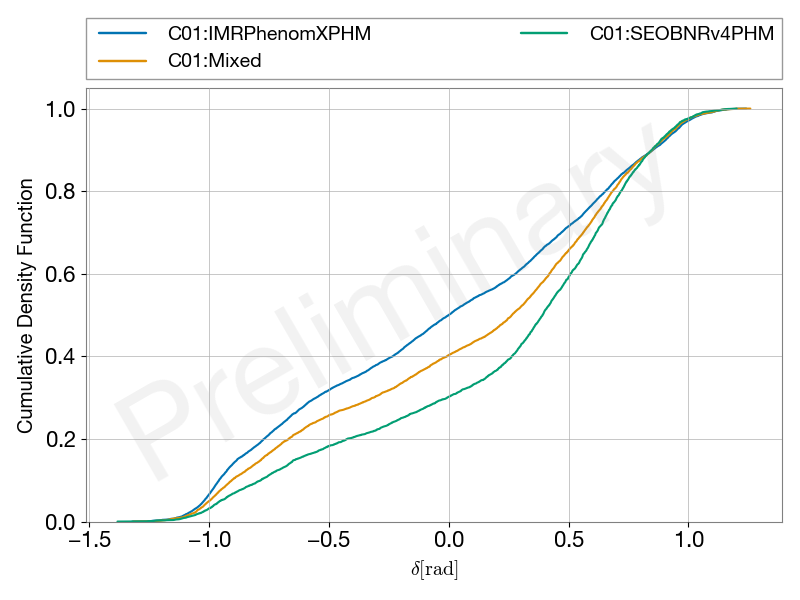 C01:IMRPhenomXPHM
C01:Mixed
C01:SEOBNRv4PHM
Preliminary
Cumulative Density Function
1.0
0.8
0.6
0.4
0.2
0.0
−1.5 −1.0 −0.5 0.0 0.5 1.0
δ[rad]